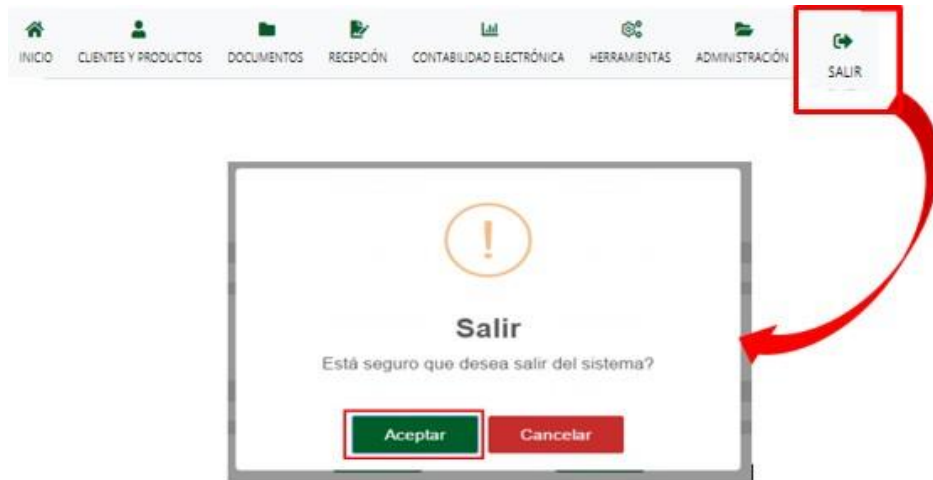 INICIO CLIENTES Y PRODUCTOS DOCUMENTOS RECEPCIÓN CONTABILIDAD ELECTRÓNICA HERRAMIENTAS ADMINISTRACIÓN SALIR
!
Salir
Está seguro que desea salir del sistema?
Aceptar Cancelar